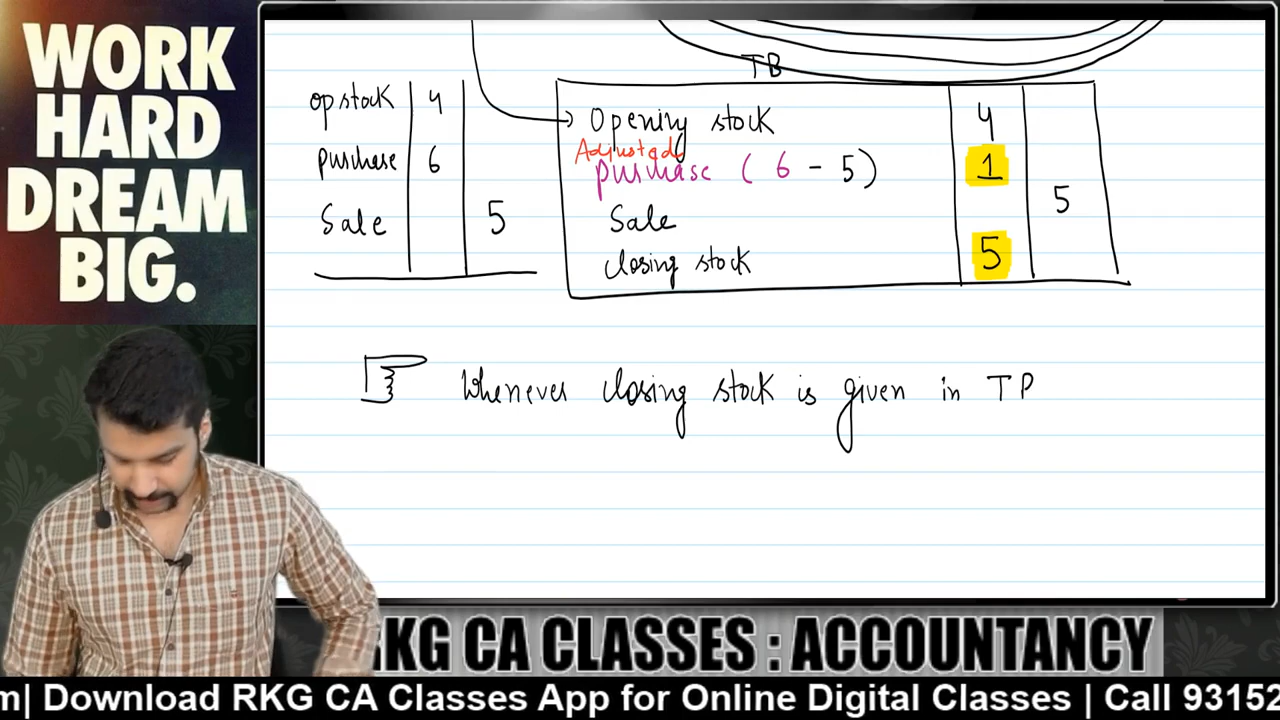 WORK
HARD
DREAM
BIG.
TB
op stock 4
purchase 6
Sale 5
Opening stock 4
Adjusted
purchase ( 6 - 5) 1
Sale 5
closing stock 5
Whenever closing stock is given in TP
RKG CA CLASSES : ACCOUNTANCY
m| Download RKG CA Classes App for Online Digital Classes | Call 93152